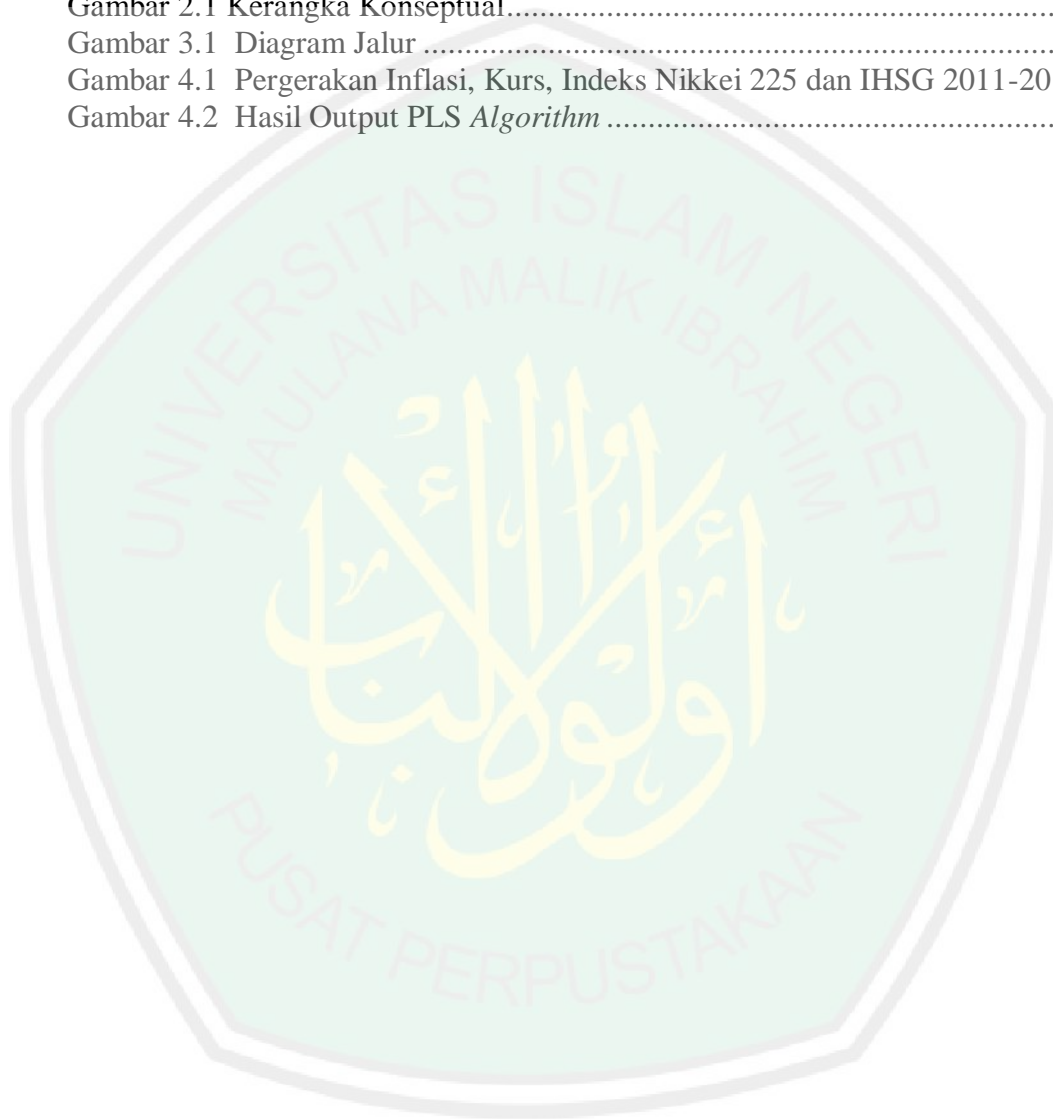 Gambar 2.1 Kerangka Konseptual....................................................................
Gambar 3.1 Diagram Jalur ..............................................................................
Gambar 4.1 Pergerakan Inflasi, Kurs, Indeks Nikkei 225 dan IHSG 2011-20
Gambar 4.2 Hasil Output PLS Algorithm .......................................................
UNIVERSITAS ISLAM NEGERI
MAULANA MALIK IBRAHIM
أولوا الألباب
PUSAT PERPUSTAKAAN